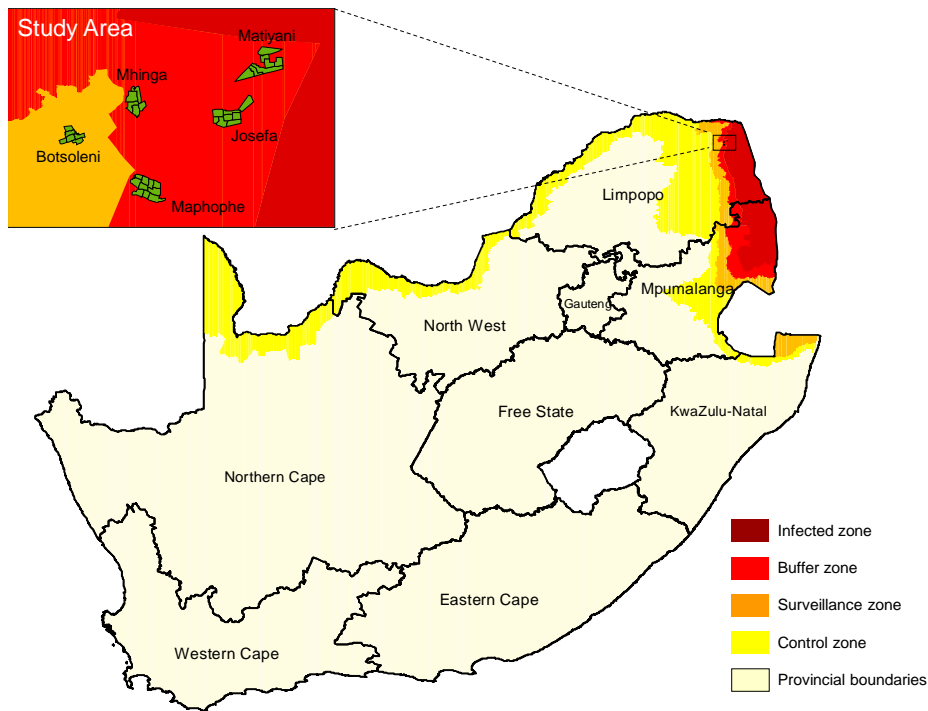 Study Area
Matiyani
Mhinga
Josefa
Botsoleni
Maphophe
Limpopo
Mpumalanga
Gauteng
North West
Free State
KwaZulu-Natal
Northern Cape
Eastern Cape
Western Cape
Infected zone
Buffer zone
Surveillance zone
Control zone
Provincial boundaries